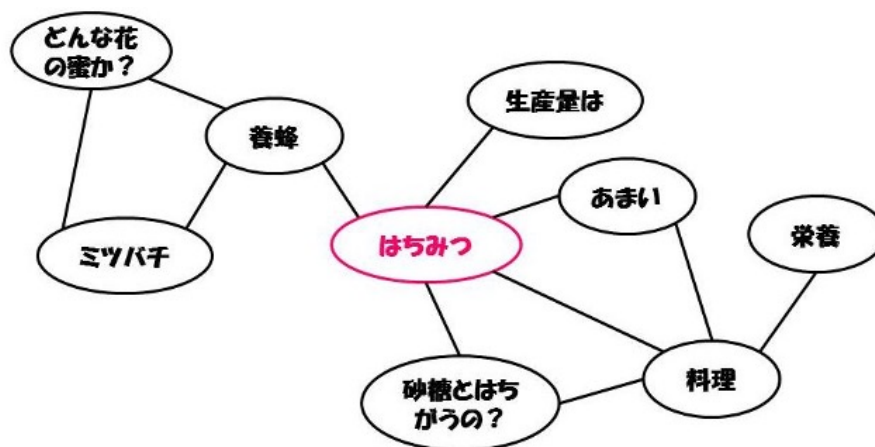 どんな花
の蜜か？
生産量は
養蜂
あまい
栄養
はちみつ
ミツバチ
料理
砂糖とはち
がうの？